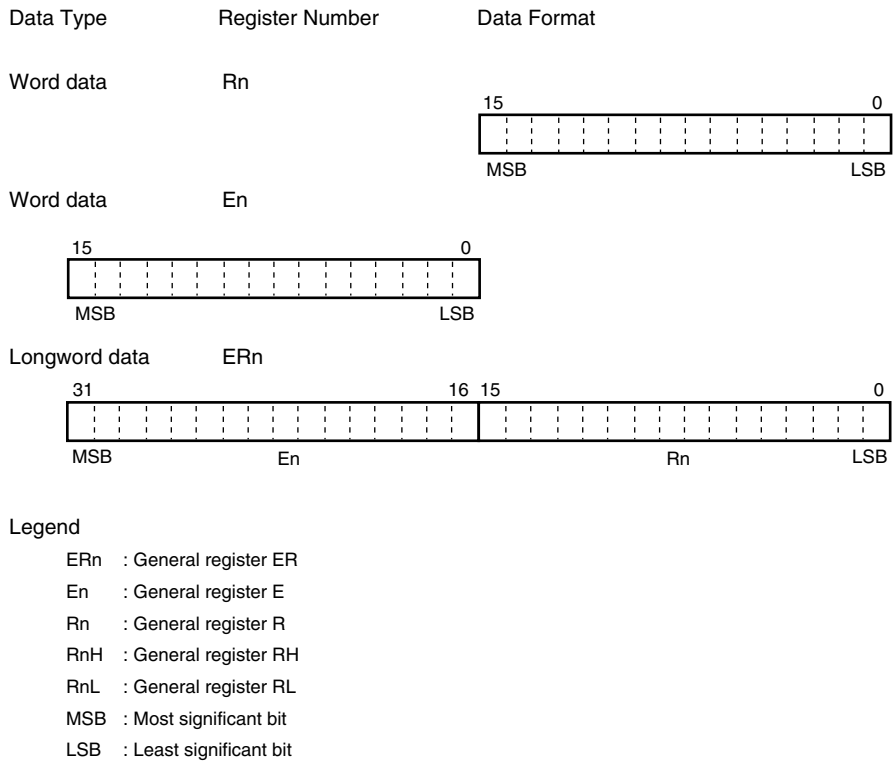 Data Type Register Number Data Format
Word data Rn
15 0
MSB LSB
Word data En
15 0
MSB LSB
Longword data ERn
31 16 15 0
MSB En Rn LSB
Legend
ERn : General register ER
En : General register E
Rn : General register R
RnH : General register RH
RnL : General register RL
MSB : Most significant bit
LSB : Least significant bit